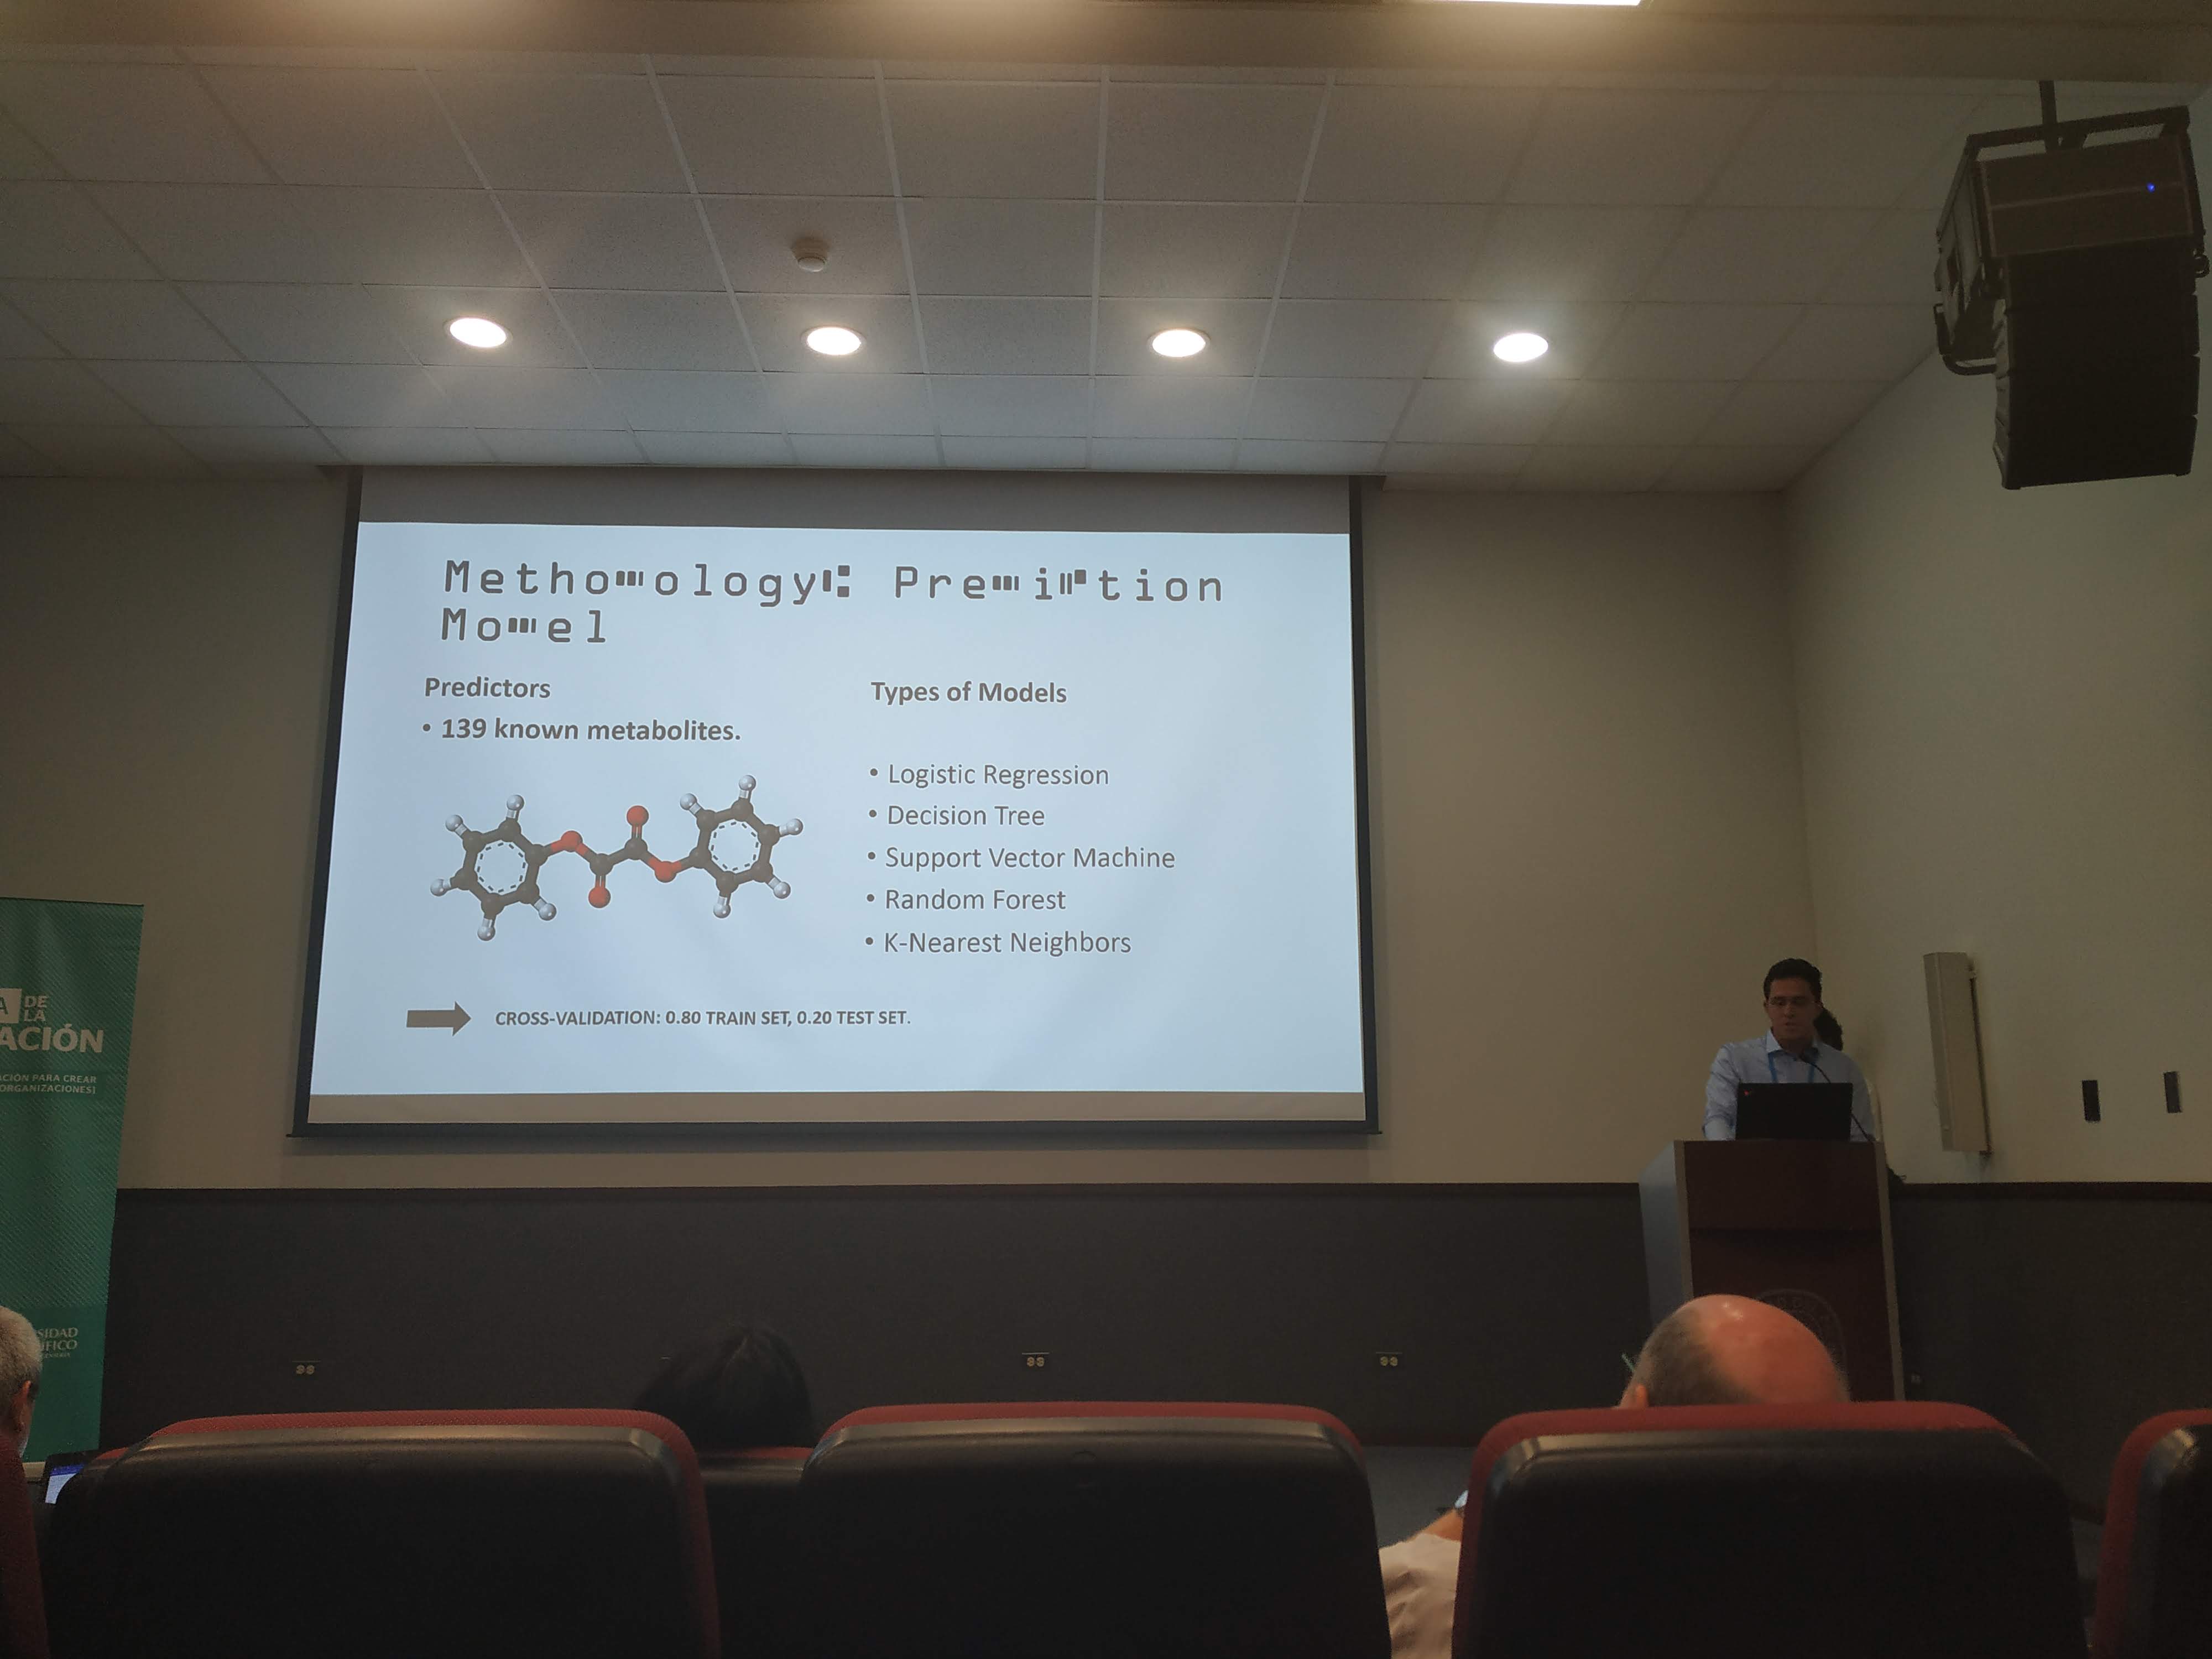 Metho ology Pre i tion
Mo el
Predictors
• 139 known metabolites.
Types of Models
• Logistic Regression
• Decision Tree
• Support Vector Machine
• Random Forest
• K-Nearest Neighbors
CROSS-VALIDATION: 0.80 TRAIN SET, 0.20 TEST SET.
A DE
LA
ACIÓN
ACIÓN PARA CREAR
ORGANIZACIONES]
SIDAD
ÍFICO